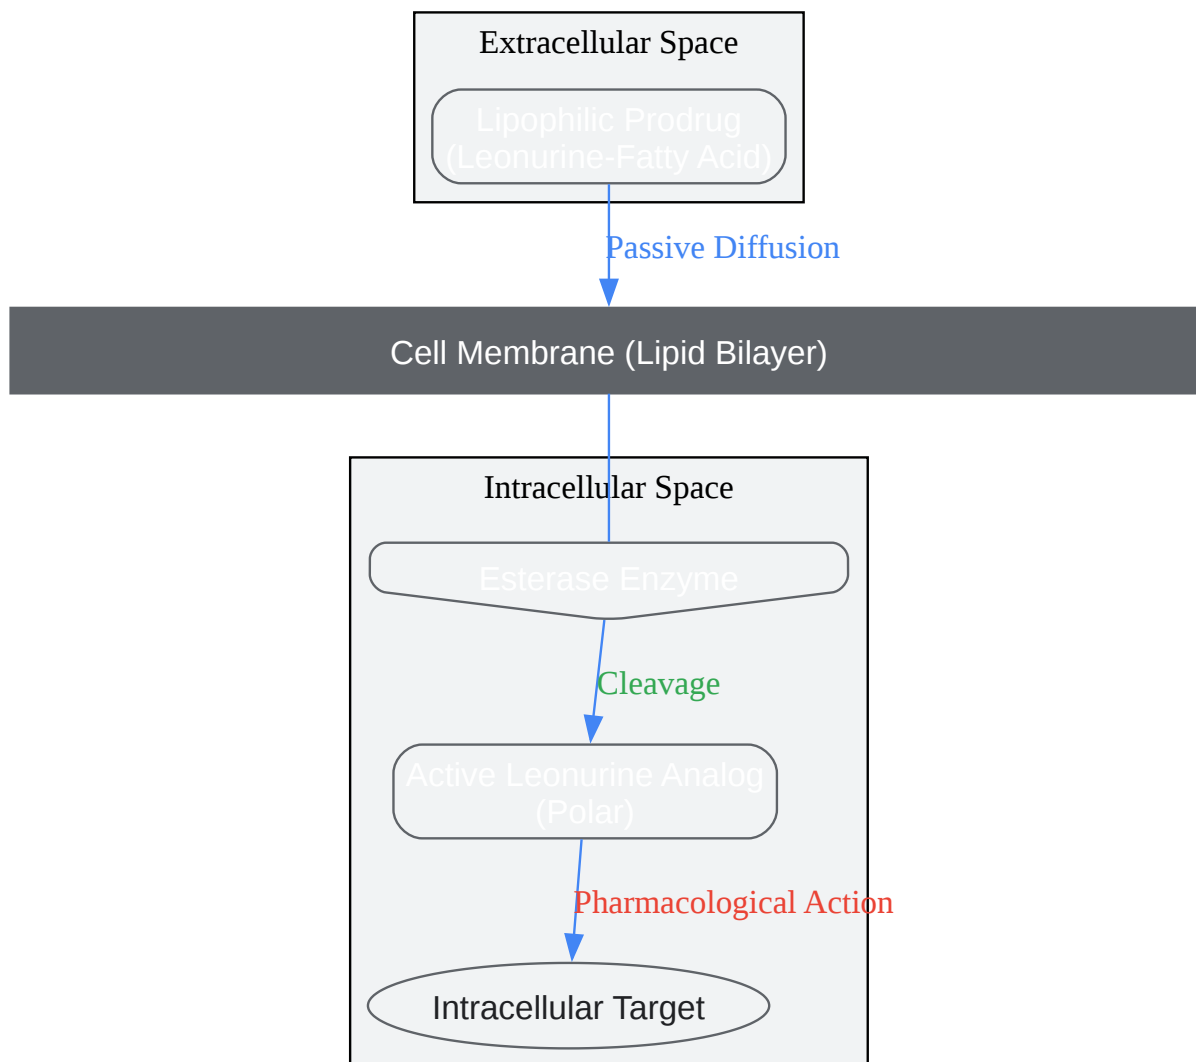 Extracellular Space
Lipophilic Prodrug
(Leonurine-Fatty Acid)
Passive Diffusion
Cell Membrane (Lipid Bilayer)
Intracellular Space
Esterase Enzyme
Cleavage
Active Leonurine Analog
(Polar)
Pharmacological Action
Intracellular Target